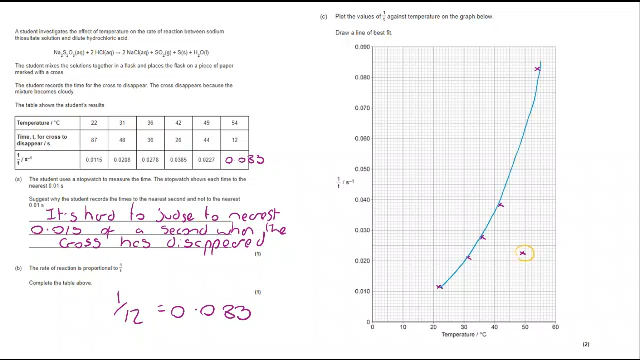 A student investigates the effect of temperature on the rate of reaction between sodium
thiosulfate solution and dilute hydrochloric acid.
Na₂S₂O₃(aq) + 2 HCl(aq) → 2 NaCl(aq) + SO₂(g) + S(s) + H₂O(l)
The student mixes the solutions together in a flask and places the flask on a piece of paper
marked with a cross
The student records the time for the cross to disappear. The cross disappears because the
mixture becomes cloudy
The table shows the student's results
Temperature / °C 22 31 36 42 49 54
Time, t, for cross to disappear / s 87 48 36 26 44 12
1/t / s⁻¹ 0.0115 0.0208 0.0278 0.0385 0.0227 0.083
(a) The student uses a stopwatch to measure the time. The stopwatch shows each time to the
nearest 0.01 s
Suggest why the student records the times to the nearest second and not to the nearest
0.01 s
It's hard to judge to nearest
0.01s of a second when the
cross has disappeared
(1)
(b) The rate of reaction is proportional to 1/t
Complete the table above.
(1)
1/12 = 0.083
(c) Plot the values of 1/t against temperature on the graph below.
Draw a line of best fit.
0.090
0.080
0.070
0.060
0.050
0.040
0.030
0.020
0.010
1/t / s⁻¹
0 10 20 30 40 50 60
Temperature / °C
(2)